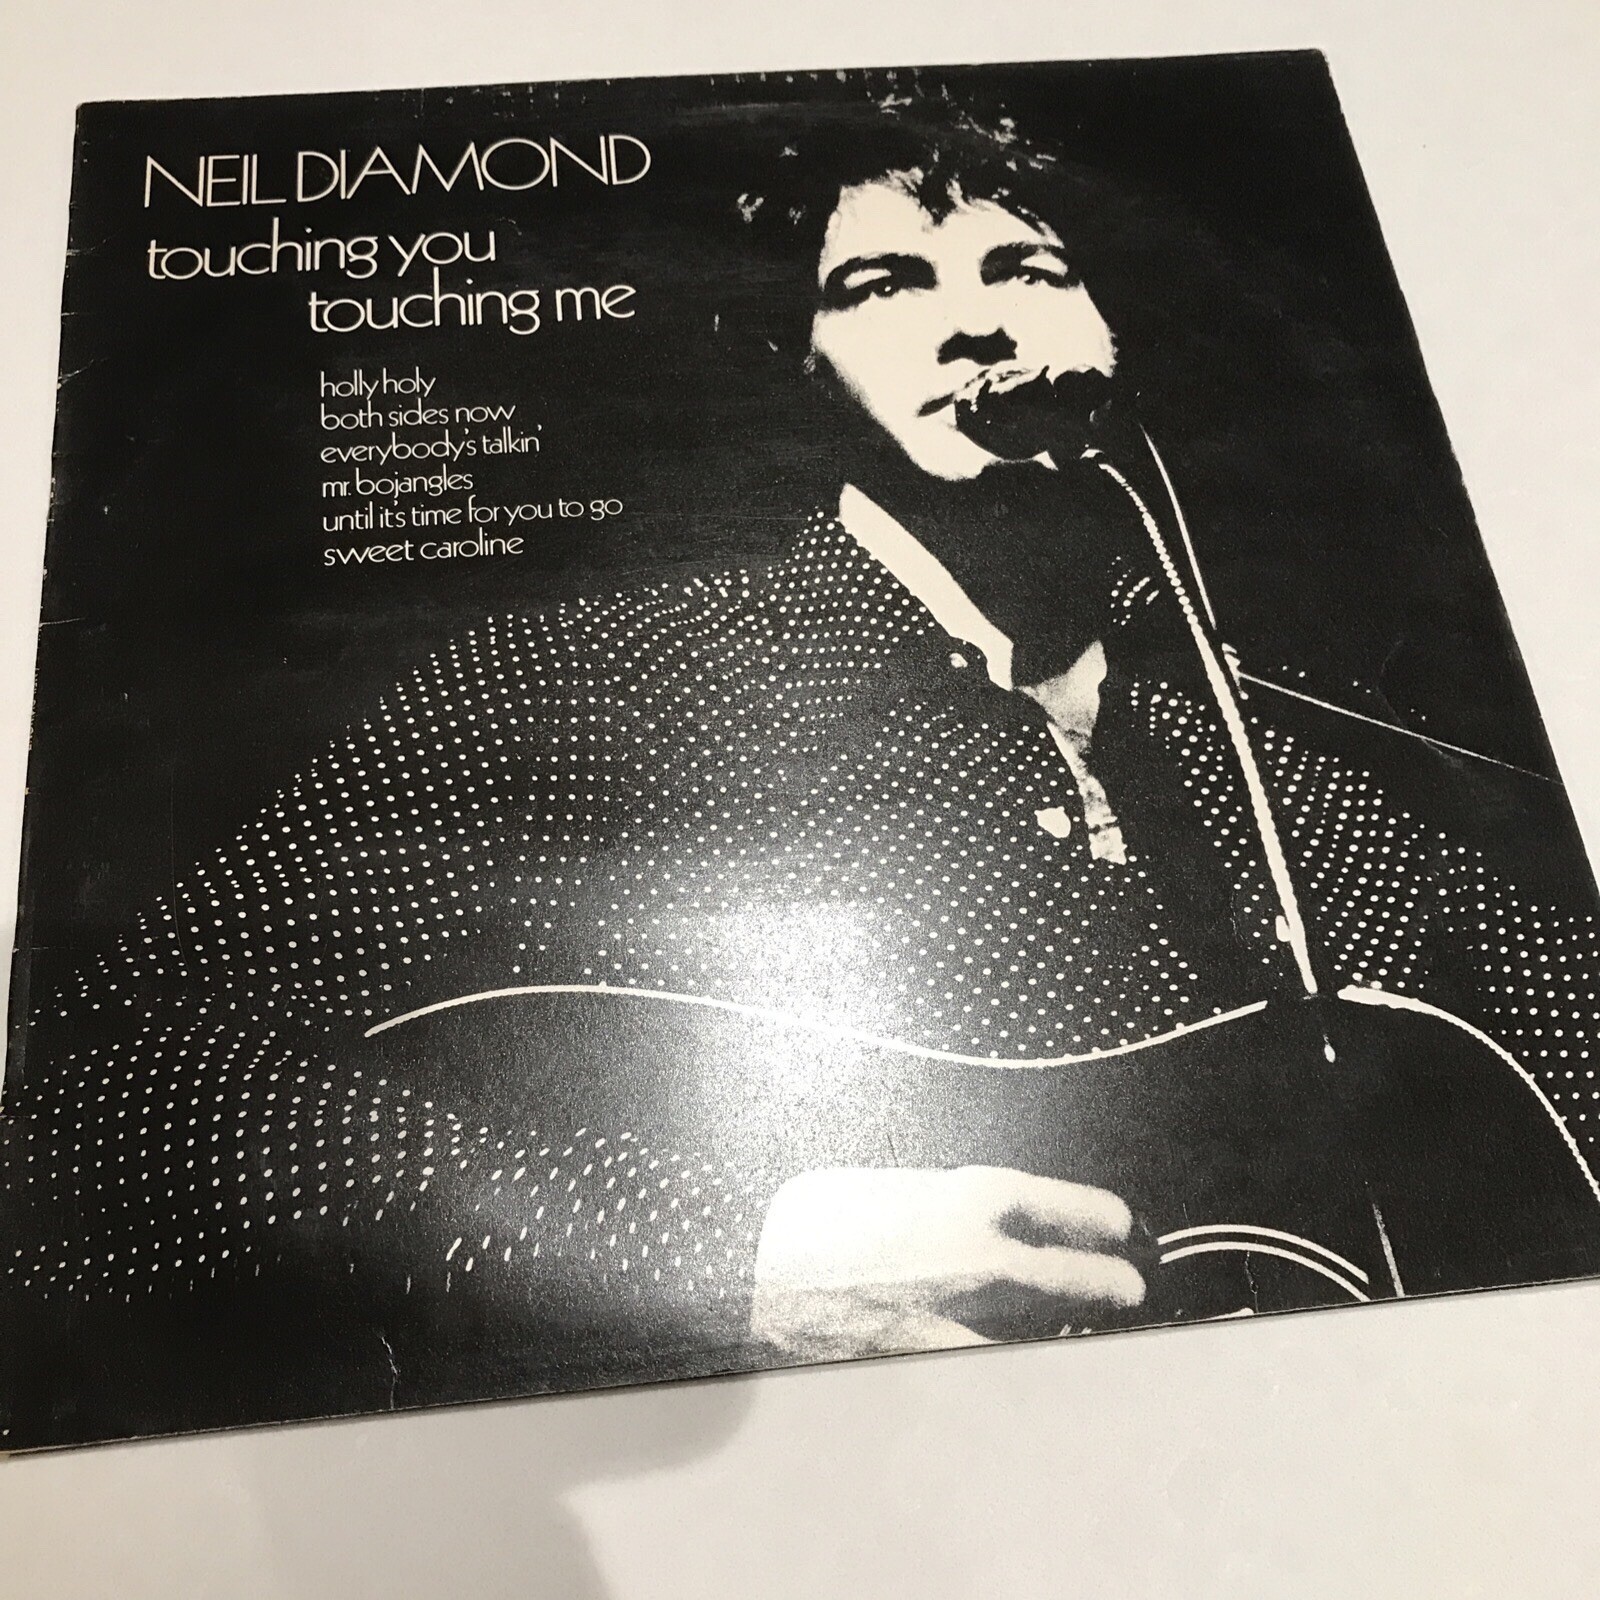 NEIL DIAMOND
touching you
touching me
holly holy
both sides now
everybody's talkin'
mr. bojangles
until it's time for you to go
sweet caroline